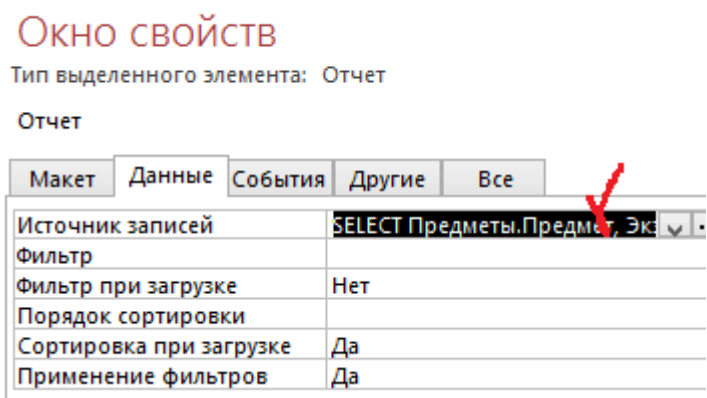 Окно свойств
Тип выделенного элемента: Отчет
Отчет
Макет Данные События Другие Все
Источник записей SELECT Предметы.Предмет, Экз
Фильтр
Фильтр при загрузке Нет
Порядок сортировки
Сортировка при загрузке Да
Применение фильтров Да